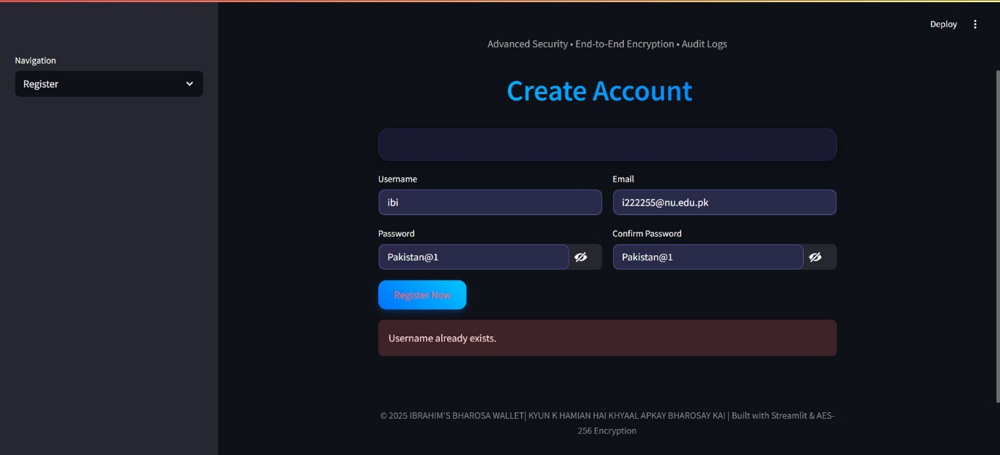 Deploy
Navigation
Register
Advanced Security • End-to-End Encryption • Audit Logs
Create Account
Username
Email
ibi
i222255@nu.edu.pk
Password
Confirm Password
Pakistan@1
Pakistan@1
Register Now
Username already exists.
© 2025 IBRAHIM'S BHAROSA WALLET| KYUN K HAMIAN HAI KHYAAL APKAY BHAROSAY KA! | Built with Streamlit & AES-
256 Encryption